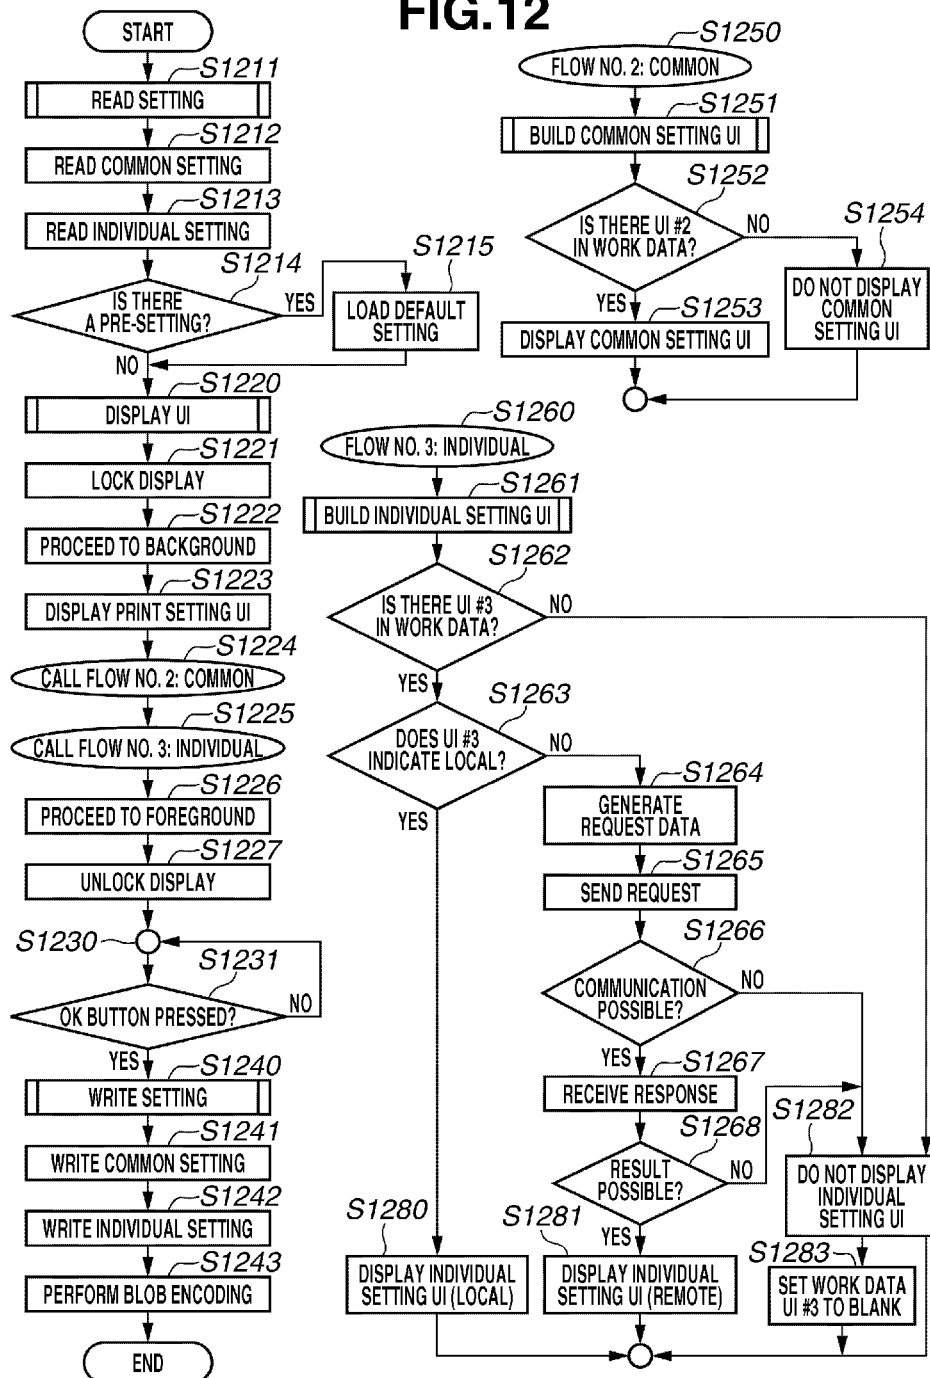 FIG.12
START
S1211
READ SETTING
S1212
READ COMMON SETTING
S1213
READ INDIVIDUAL SETTING
S1214
IS THERE
A PRE-SETTING?
YES
S1215
LOAD DEFAULT
SETTING
NO
S1220
DISPLAY UI
S1221
LOCK DISPLAY
S1222
PROCEED TO BACKGROUND
S1223
DISPLAY PRINT SETTING UI
S1224
CALL FLOW NO. 2: COMMON
S1225
CALL FLOW NO. 3: INDIVIDUAL
S1226
PROCEED TO FOREGROUND
S1227
UNLOCK DISPLAY
S1230
S1231
OK BUTTON PRESSED?
NO
YES
S1240
WRITE SETTING
S1241
WRITE COMMON SETTING
S1242
WRITE INDIVIDUAL SETTING
S1243
PERFORM BLOB ENCODING
END
S1250
FLOW NO. 2: COMMON
S1251
BUILD COMMON SETTING UI
S1252
IS THERE UI #2
IN WORK DATA?
NO
S1254
DO NOT DISPLAY
COMMON
SETTING UI
YES
S1253
DISPLAY COMMON SETTING UI
S1260
FLOW NO. 3: INDIVIDUAL
S1261
BUILD INDIVIDUAL SETTING UI
S1262
IS THERE UI #3
IN WORK DATA?
NO
YES
S1263
DOES UI #3
INDICATE LOCAL?
NO
YES
S1264
GENERATE
REQUEST DATA
S1265
SEND REQUEST
S1266
COMMUNICATION
POSSIBLE?
NO
YES
S1267
RECEIVE RESPONSE
S1268
RESULT
POSSIBLE?
NO
YES
S1280
DISPLAY INDIVIDUAL
SETTING UI (LOCAL)
S1281
DISPLAY INDIVIDUAL
SETTING UI (REMOTE)
S1282
DO NOT DISPLAY
INDIVIDUAL
SETTING UI
S1283
SET WORK DATA
UI #3 TO BLANK